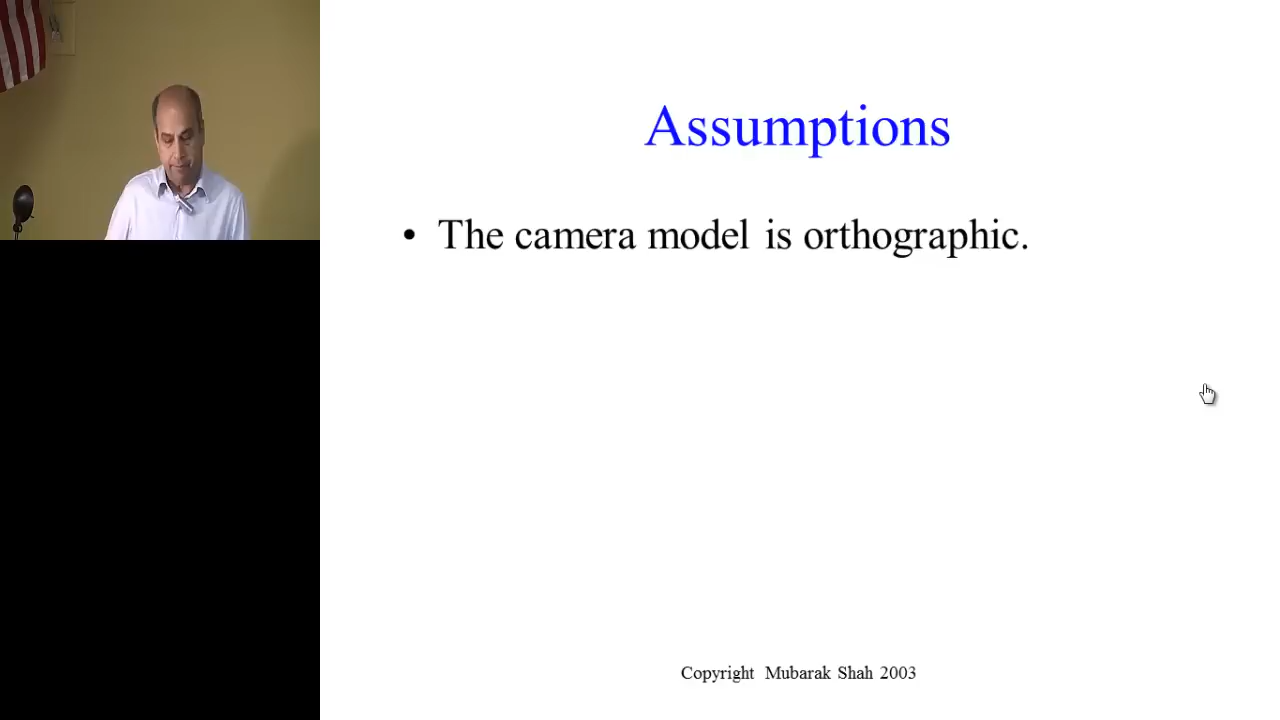 Assumptions
• The camera model is orthographic.
Copyright Mubarak Shah 2003